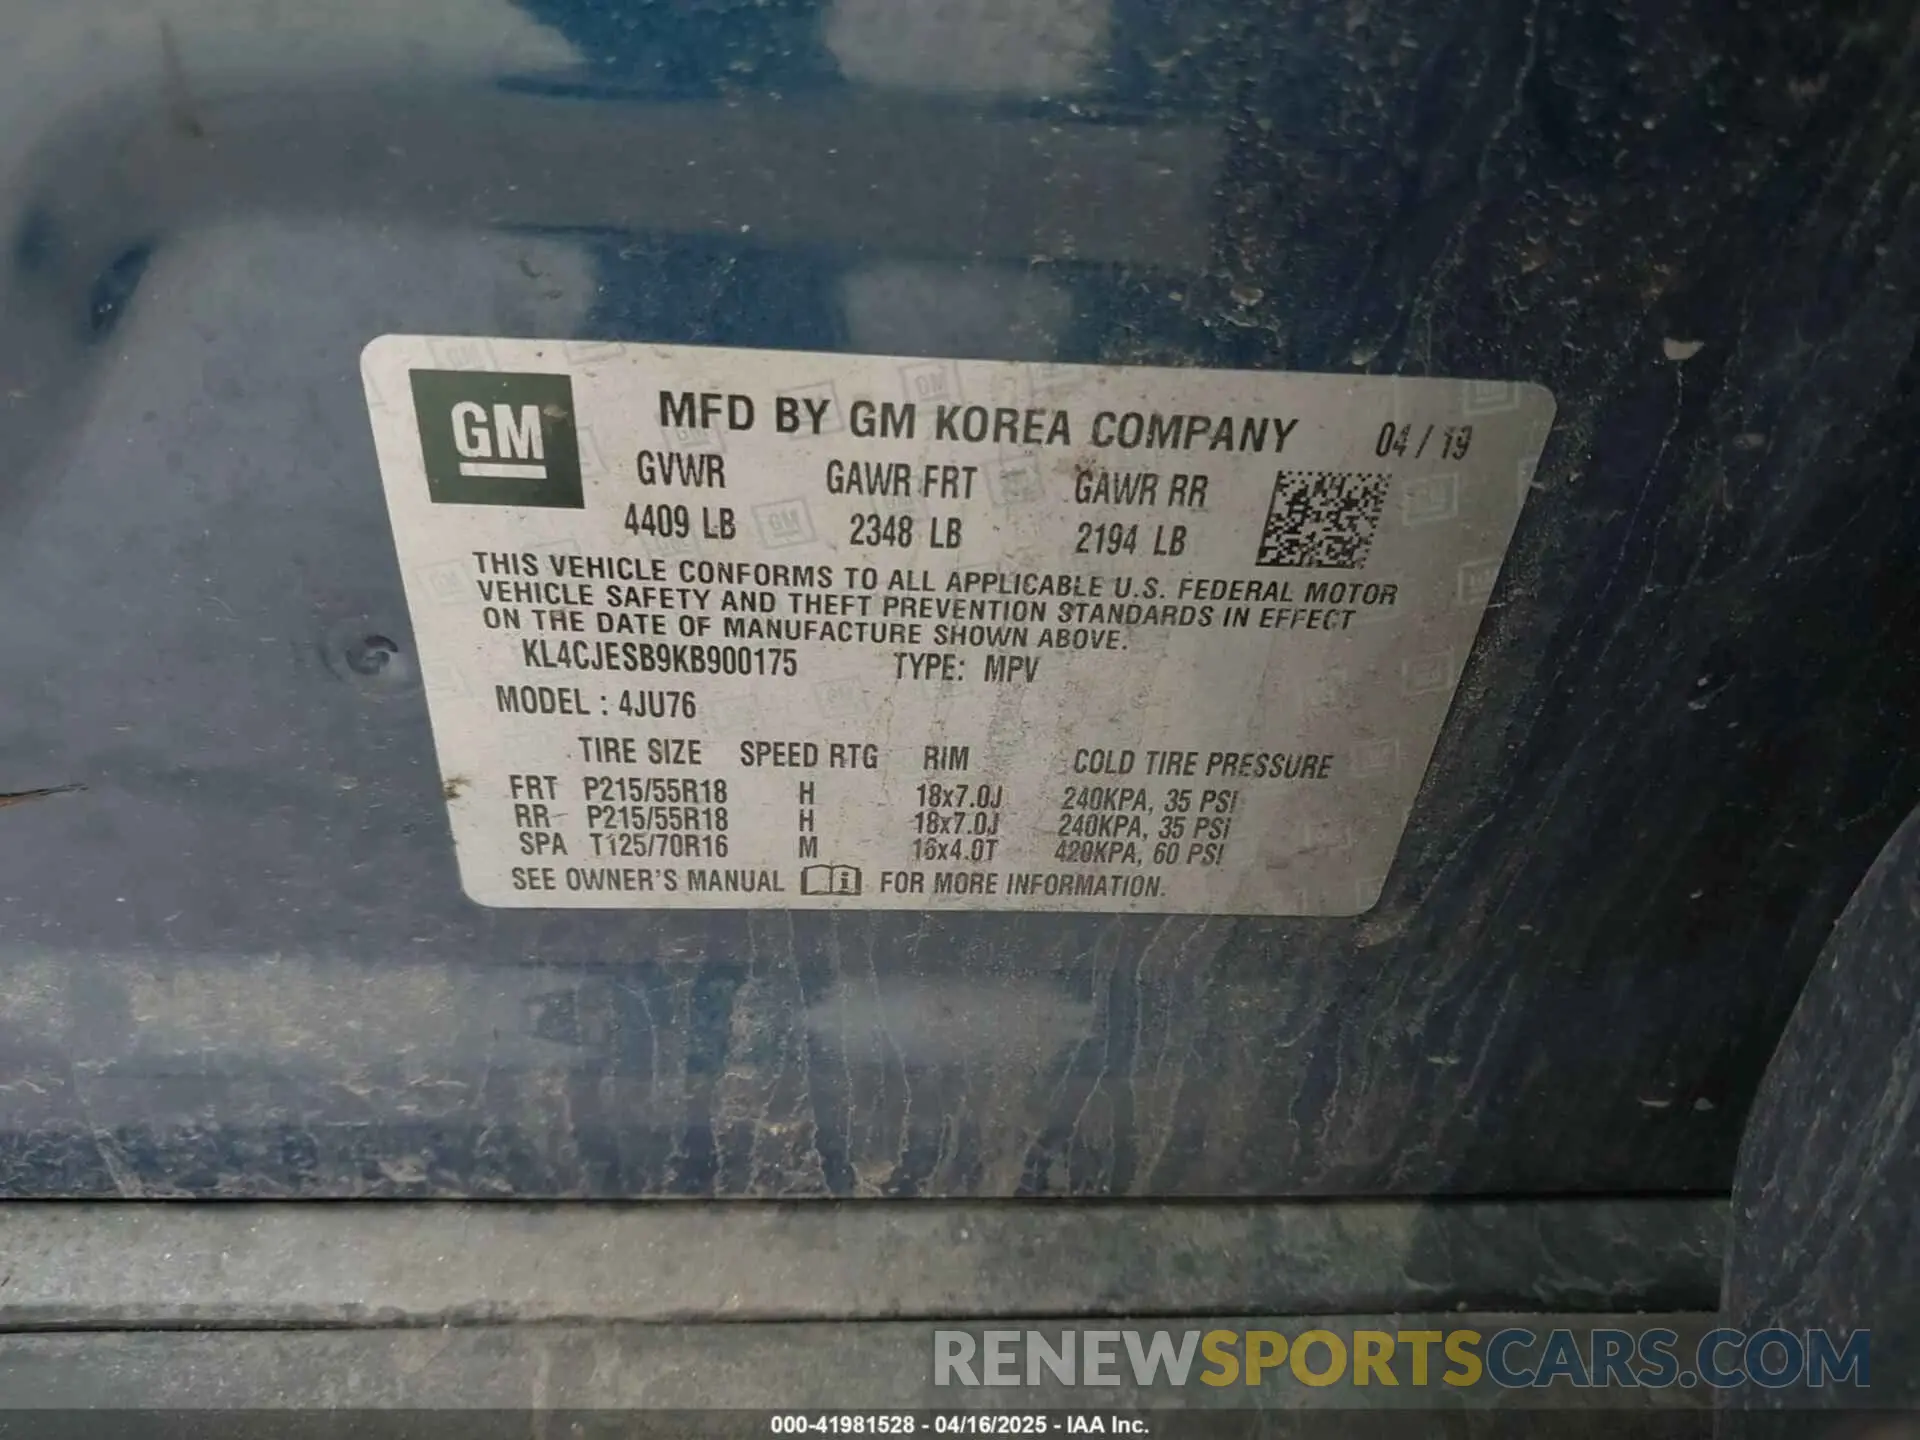 GM
MFD BY GM KOREA COMPANY 04 / 19
GVWR GAWR FRT GAWR RR
4409 LB 2348 LB 2194 LB
THIS VEHICLE CONFORMS TO ALL APPLICABLE U.S. FEDERAL MOTOR
VEHICLE SAFETY AND THEFT PREVENTION STANDARDS IN EFFECT
ON THE DATE OF MANUFACTURE SHOWN ABOVE.
KL4CJESB9KB900175 TYPE: MPV
MODEL : 4JU76
TIRE SIZE SPEED RTG RIM COLD TIRE PRESSURE
FRT P215/55R18 H 18x7.0J 240KPA, 35 PSI
RR P215/55R18 H 18x7.0J 240KPA, 35 PSI
SPA T125/70R16 M 16x4.0T 420KPA, 60 PSI
SEE OWNER'S MANUAL i FOR MORE INFORMATION.
RENEWSPORTSCARS.COM
000-41981528 - 04/16/2025 - IAA Inc.